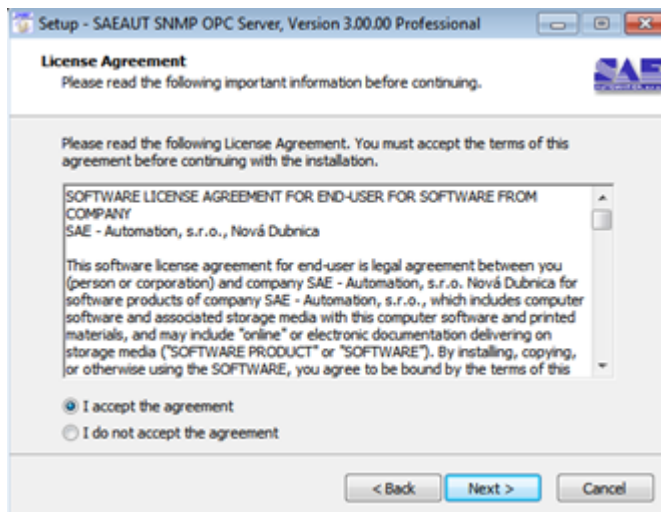 Setup - SAEAUT SNMP OPC Server, Version 3.00.00 Professional
License Agreement
Please read the following important information before continuing.
SAE
Please read the following License Agreement. You must accept the terms of this
agreement before continuing with the installation.
SOFTWARE LICENSE AGREEMENT FOR END-USER FOR SOFTWARE FROM
COMPANY
SAE - Automation, s.r.o., Nová Dubnica
This software license agreement for end-user is legal agreement between you
(person or corporation) and company SAE - Automation, s.r.o. Nová Dubnica for
software products of company SAE - Automation, s.r.o., which includes computer
software and associated storage media with this computer software and printed
materials, and may include "online" or electronic documentation delivering on
storage media ("SOFTWARE PRODUCT" or "SOFTWARE"). By installing, copying,
or otherwise using the SOFTWARE, you agree to be bound by the terms of this
I accept the agreement
I do not accept the agreement
< Back
Next >
Cancel